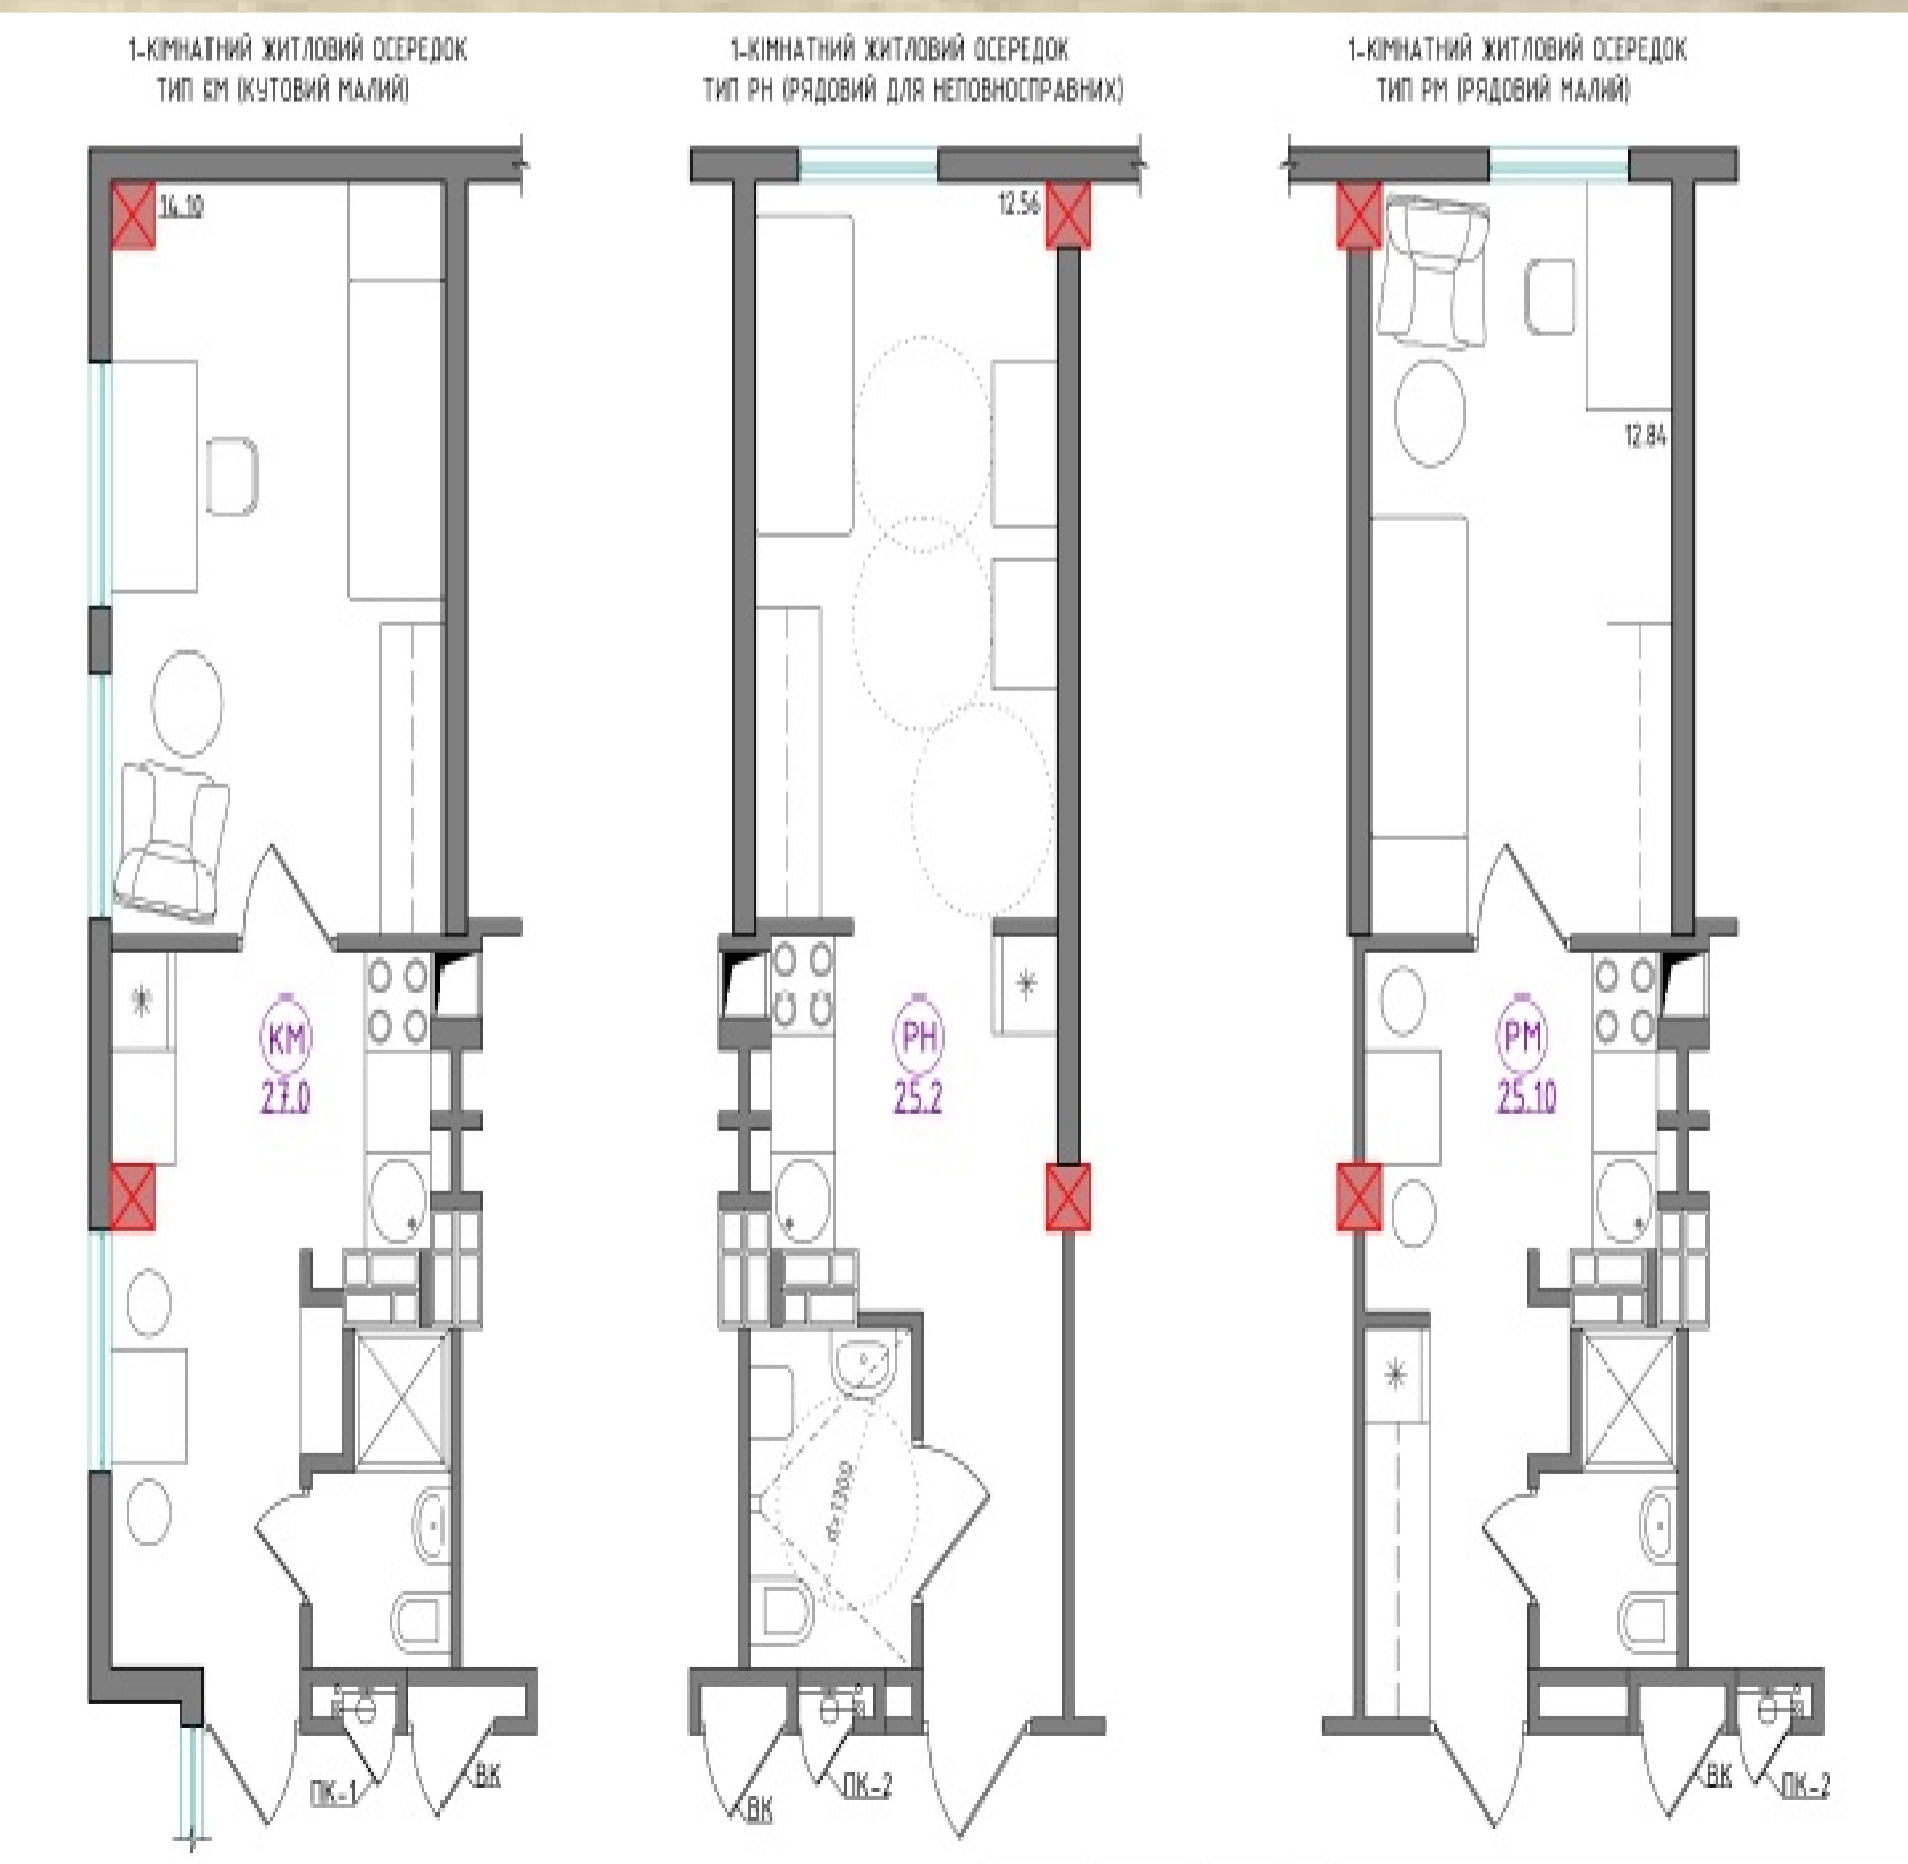 1-КІМНАТНИЙ ЖИТЛОВИЙ ОСЕРЕДОК
ТИП КМ (КУТОВИЙ МАЛИЙ)
14.10
КМ
27.0
ПК-1
ВК
1-КІМНАТНИЙ ЖИТЛОВИЙ ОСЕРЕДОК
ТИП РН (РЯДОВИЙ ДЛЯ НЕПОВНОСПРАВНИХ)
12.56
РН
25.2
d=1300
ВК
ПК-2
1-КІМНАТНИЙ ЖИТЛОВИЙ ОСЕРЕДОК
ТИП РМ (РЯДОВИЙ МАЛИЙ)
12.84
РМ
25.10
ВК
ПК-2